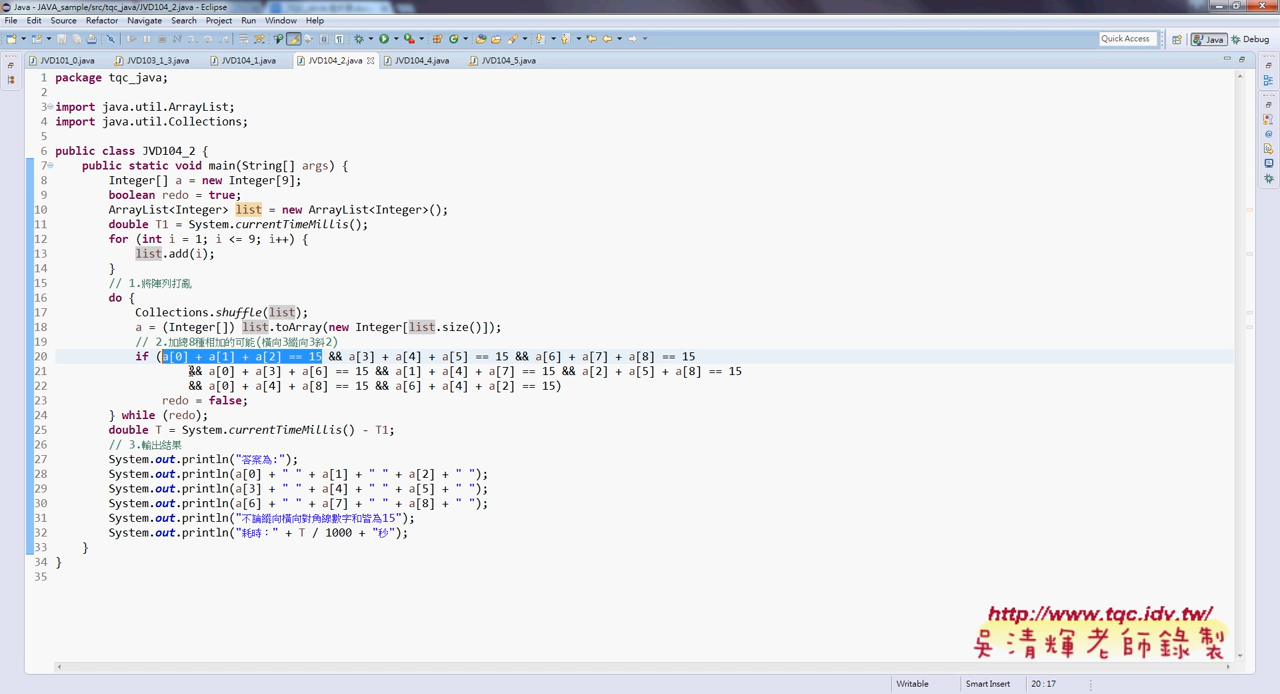 Java - JAVA_sample/src/tqc_java/JVD104_2.java - Eclipse
File Edit Source Refactor Navigate Search Project Run Window Help
Quick Access Java Debug
JVD101_0.java JVD103_1_3.java JVD104_1.java JVD104_2.java JVD104_4.java JVD104_5.java
1 package tqc_java;
2
3 import java.util.ArrayList;
4 import java.util.Collections;
5
6 public class JVD104_2 {
7 public static void main(String[] args) {
8 Integer[] a = new Integer[9];
9 boolean redo = true;
10 ArrayList<Integer> list = new ArrayList<Integer>();
11 double T1 = System.currentTimeMillis();
12 for (int i = 1; i <= 9; i++) {
13 list.add(i);
14 }
15 // 1.將陣列打亂
16 do {
17 Collections.shuffle(list);
18 a = (Integer[]) list.toArray(new Integer[list.size()]);
19 // 2.加總8種相加的可能(橫向3縱向3斜2)
20 if (a[0] + a[1] + a[2] == 15 && a[3] + a[4] + a[5] == 15 && a[6] + a[7] + a[8] == 15
21 && a[0] + a[3] + a[6] == 15 && a[1] + a[4] + a[7] == 15 && a[2] + a[5] + a[8] == 15
22 && a[0] + a[4] + a[8] == 15 && a[6] + a[4] + a[2] == 15)
23 redo = false;
24 } while (redo);
25 double T = System.currentTimeMillis() - T1;
26 // 3.輸出結果
27 System.out.println("答案為:");
28 System.out.println(a[0] + " " + a[1] + " " + a[2] + " ");
29 System.out.println(a[3] + " " + a[4] + " " + a[5] + " ");
30 System.out.println(a[6] + " " + a[7] + " " + a[8] + " ");
31 System.out.println("不論縱向橫向對角線數字和皆為15");
32 System.out.println("耗時：" + T / 1000 + "秒");
33 }
34 }
35
http://www.tqc.idv.tw/
吳清輝老師錄製
Writable Smart Insert 20 : 17